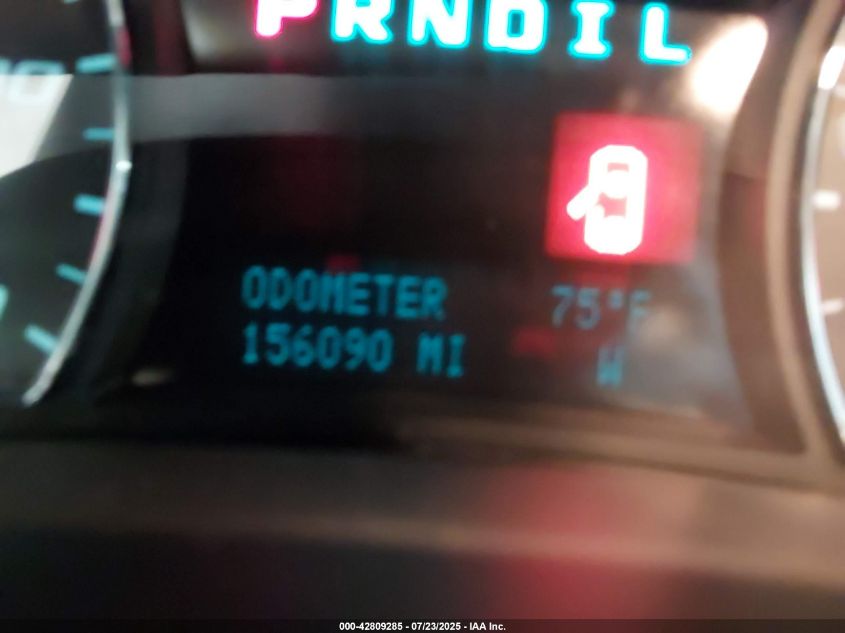 PRNDIL
ODOMETER 75°F
156090 MI W
000-42809285 - 07/23/2025 - IAA Inc.